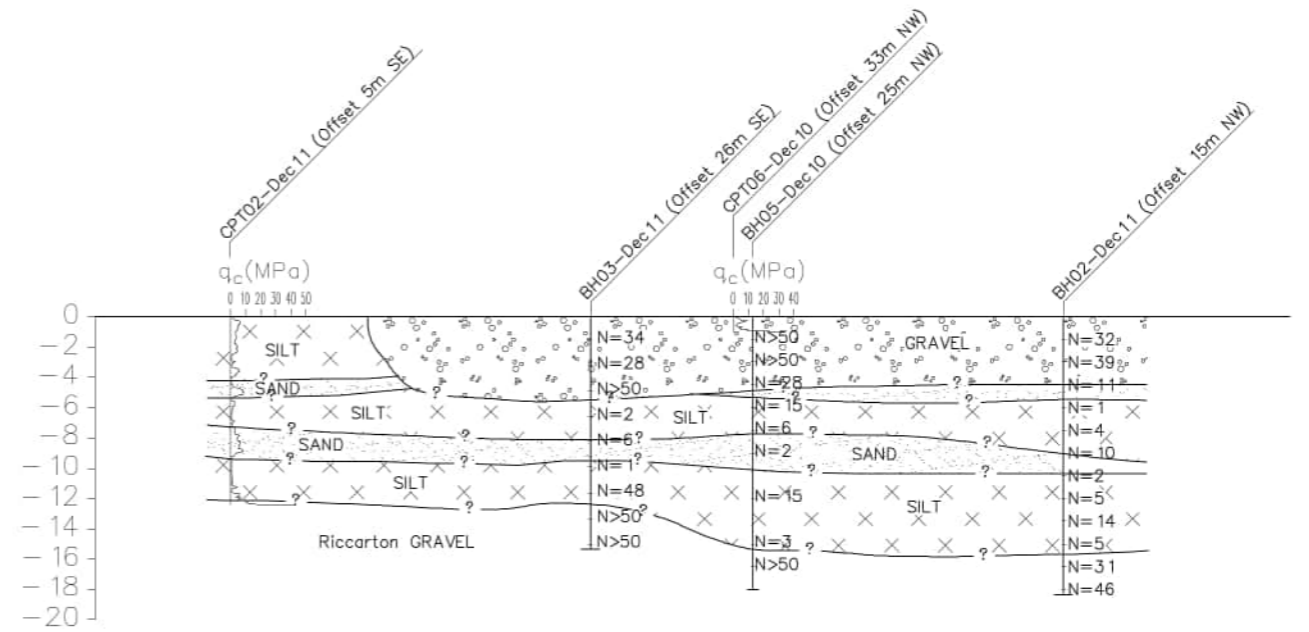 CPT02-Dec11 (Offset 5m SE)
BH03-Dec11 (Offset 26m SE)
CPT06-Dec10 (Offset 33m NW)
BH05-Dec10 (Offset 25m NW)
BH02-Dec11 (Offset 15m NW)
qc(MPa)
0 10 20 30 40 50
qc(MPa)
0 10 20 30 40
0
-2
-4
-6
-8
-10
-12
-14
-16
-18
-20
SILT
?
SAND
SILT
?
SAND
?
SILT
?
Riccarton GRAVEL
?
?
?
N=34
N=28
N>50
?
N=2
N=6
?
N=1
?
N=48
N>50
?
N>50
SILT
N>50
N>50
N=28
?
N=15
N=6
N=2
?
N=15
N=3
?
N>50
GRAVEL
?
?
?
SAND
?
SILT
?
N=32
N=39
N=11
N=1
N=4
N=10
N=2
N=5
N=14
N=5
N=31
N=46